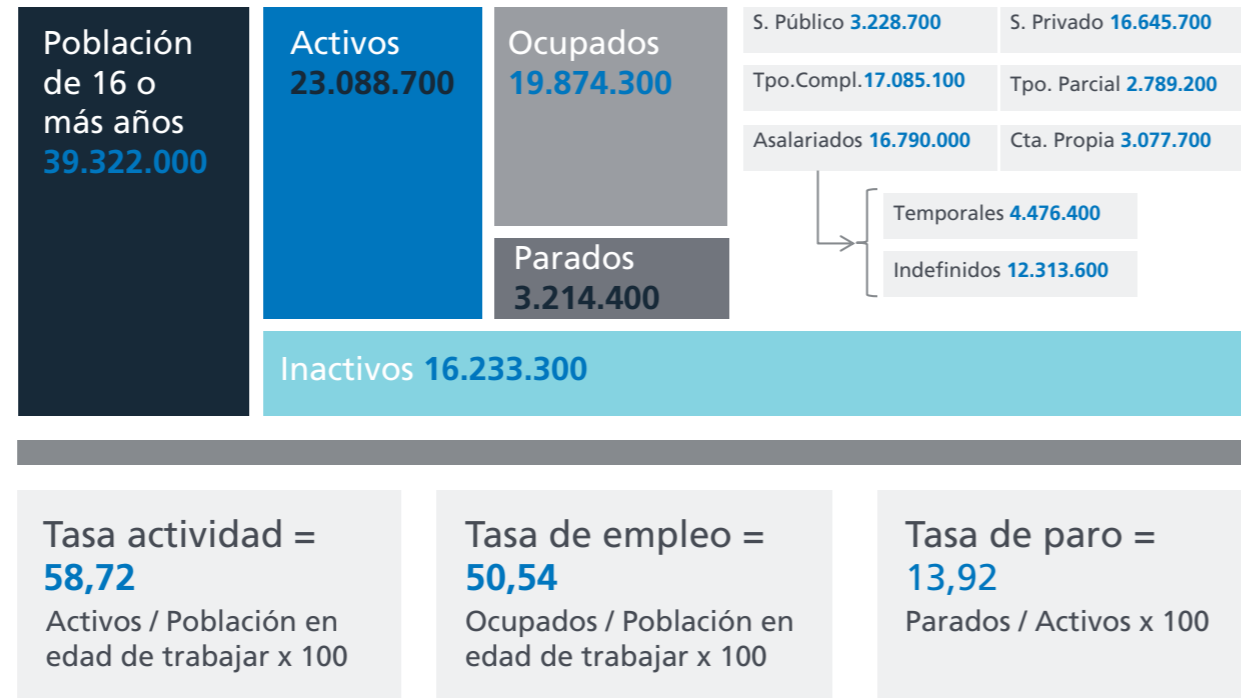 Población
de 16 o
más años
39.322.000
Activos
23.088.700
Ocupados
19.874.300
Parados
3.214.400
S. Público 3.228.700
S. Privado 16.645.700
Tpo.Compl.17.085.100
Tpo. Parcial 2.789.200
Asalariados 16.790.000
Cta. Propia 3.077.700
Temporales 4.476.400
Indefinidos 12.313.600
Inactivos 16.233.300
Tasa actividad =
58,72
Activos / Población en
edad de trabajar x 100
Tasa de empleo =
50,54
Ocupados / Población en
edad de trabajar x 100
Tasa de paro =
13,92
Parados / Activos x 100